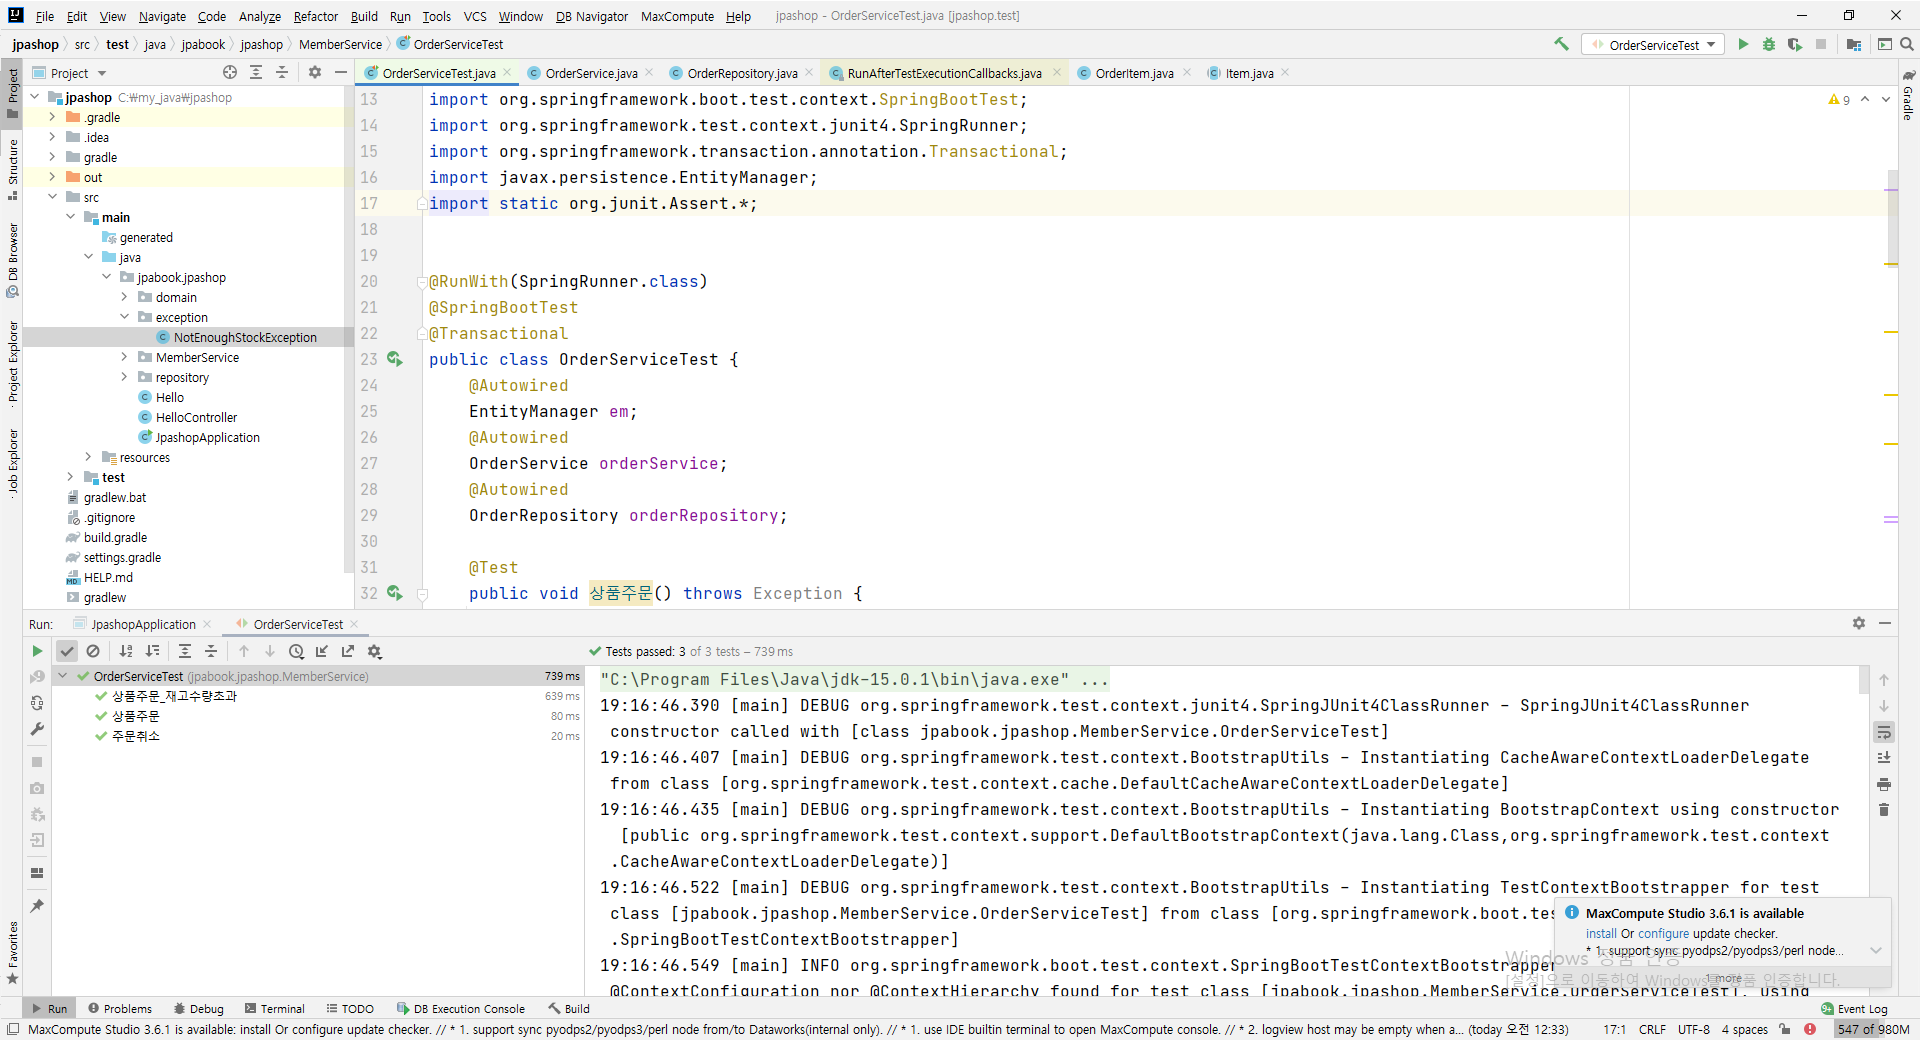 File Edit View Navigate Code Analyze Refactor Build Run Tools VCS Window DB Navigator MaxCompute Help jpashop - OrderServiceTest.java [jpashop.test]
jpashop src test java jpabook jpashop MemberService OrderServiceTest
OrderServiceTest
Project
OrderServiceTest.java OrderService.java OrderRepository.java RunAfterTestExecutionCallbacks.java OrderItem.java Item.java
Project
Structure
DB Browser
Project Explorer
Job Explorer
Favorites
Gradle
jpashop C:₩my_java₩jpashop
.gradle
.idea
gradle
out
src
main
generated
java
jpabook.jpashop
domain
exception
NotEnoughStockException
MemberService
repository
Hello
HelloController
JpashopApplication
resources
test
gradlew.bat
.gitignore
build.gradle
settings.gradle
HELP.md
gradlew
9
13 import org.springframework.boot.test.context.SpringBootTest;
14 import org.springframework.test.context.junit4.SpringRunner;
15 import org.springframework.transaction.annotation.Transactional;
16 import javax.persistence.EntityManager;
17 import static org.junit.Assert.*;
18
19
20 @RunWith(SpringRunner.class)
21 @SpringBootTest
22 @Transactional
23 public class OrderServiceTest {
24 @Autowired
25 EntityManager em;
26 @Autowired
27 OrderService orderService;
28 @Autowired
29 OrderRepository orderRepository;
30
31 @Test
32 public void 상품주문() throws Exception {
Run: JpashopApplication OrderServiceTest
Tests passed: 3 of 3 tests – 739 ms
OrderServiceTest (jpabook.jpashop.MemberService) 739 ms
상품주문_재고수량초과 639 ms
상품주문 80 ms
주문취소 20 ms
"C:\Program Files\Java\jdk-15.0.1\bin\java.exe" ...
19:16:46.390 [main] DEBUG org.springframework.test.context.junit4.SpringJUnit4ClassRunner - SpringJUnit4ClassRunner
constructor called with [class jpabook.jpashop.MemberService.OrderServiceTest]
19:16:46.407 [main] DEBUG org.springframework.test.context.BootstrapUtils - Instantiating CacheAwareContextLoaderDelegate
from class [org.springframework.test.context.cache.DefaultCacheAwareContextLoaderDelegate]
19:16:46.435 [main] DEBUG org.springframework.test.context.BootstrapUtils - Instantiating BootstrapContext using constructor
[public org.springframework.test.context.support.DefaultBootstrapContext(java.lang.Class,org.springframework.test.context
.CacheAwareContextLoaderDelegate)]
19:16:46.522 [main] DEBUG org.springframework.test.context.BootstrapUtils - Instantiating TestContextBootstrapper for test
class [jpabook.jpashop.MemberService.OrderServiceTest] from class [org.springframework.boot.tes
.SpringBootTestContextBootstrapper]
19:16:46.549 [main] INFO org.springframework.boot.test.context.SpringBootTestContextBootstrapper
@ContextConfiguration nor @ContextHierarchy found for test class [jpabook.jpashop.MemberService.OrderServiceTest], using
MaxCompute Studio 3.6.1 is available
install Or configure update checker.
* 1. support sync pyodps2/pyodps3/perl node...
1 more
Windows 정품 인증
[설정]으로 이동하여 Windows를 정품 인증합니다.
Run Problems Debug Terminal TODO DB Execution Console Build Event Log
MaxCompute Studio 3.6.1 is available: install Or configure update checker. // * 1. support sync pyodps2/pyodps3/perl node from/to Dataworks(internal only). // * 1. use IDE builtin terminal to open MaxCompute console. // * 2. logview host may be empty when a... (today 오전 12:33) 17:1 CRLF UTF-8 4 spaces 547 of 980M